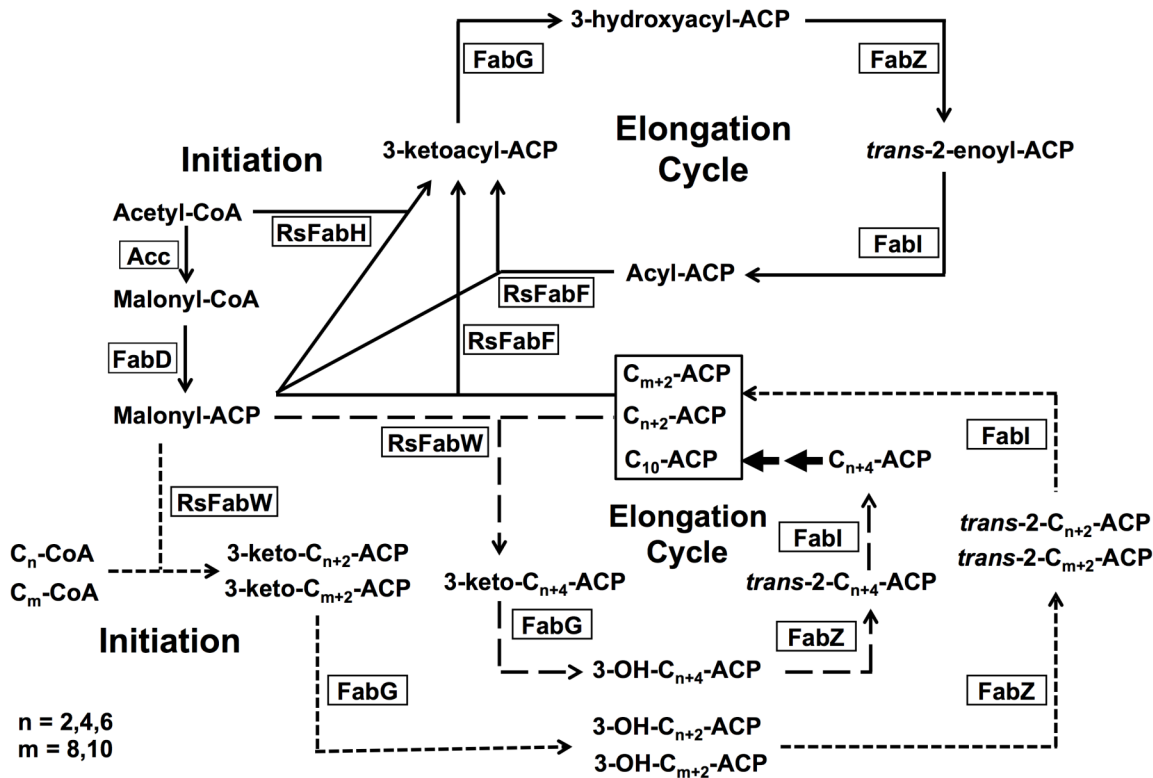 3-hydroxyacyl-ACP
FabG
FabZ
Initiation
3-ketoacyl-ACP
Elongation
Cycle
trans-2-enoyl-ACP
Acetyl-CoA
RsFabH
Acc
FabI
Malonyl-CoA
RsFabF
Acyl-ACP
FabD
RsFabF
Malonyl-ACP
RsFabW
Cₘ₊₂-ACP
Cₙ₊₂-ACP
C₁₀-ACP
Cₙ₊₄-ACP
FabI
RsFabW
Elongation
Cycle
FabI
trans-2-Cₙ₊₂-ACP
trans-2-Cₘ₊₂-ACP
Cₙ-CoA
Cₘ-CoA
3-keto-Cₙ₊₂-ACP
3-keto-Cₘ₊₂-ACP
3-keto-Cₙ₊₄-ACP
trans-2-Cₙ₊₄-ACP
Initiation
FabG
FabZ
3-OH-Cₙ₊₄-ACP
FabG
FabZ
n = 2,4,6
m = 8,10
3-OH-Cₙ₊₂-ACP
3-OH-Cₘ₊₂-ACP